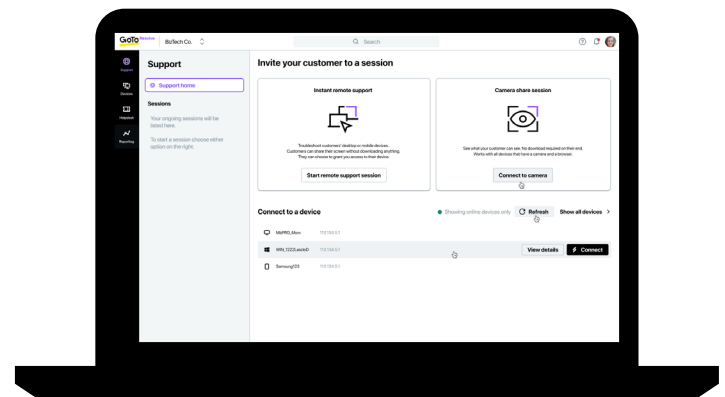 GoTo Resolve
BizTech Co.
Search
Support
Devices
Helpdesk
Reporting
Support
Support home
Sessions
Your ongoing sessions will be
listed here.
To start a session choose either
option on the right.
Invite your customer to a session
Instant remote support
Troubleshoot customers' desktop or mobile devices.
Customers can share their screen without downloading anything.
They can choose to grant you access to their device.
Start remote support session
Camera share session
See what your customer can see. No download required on their end.
Works with all devices that have a camera and a browser.
Connect to camera
Connect to a device
Showing online devices only
Refresh
Show all devices
View details
Connect
Samsung123